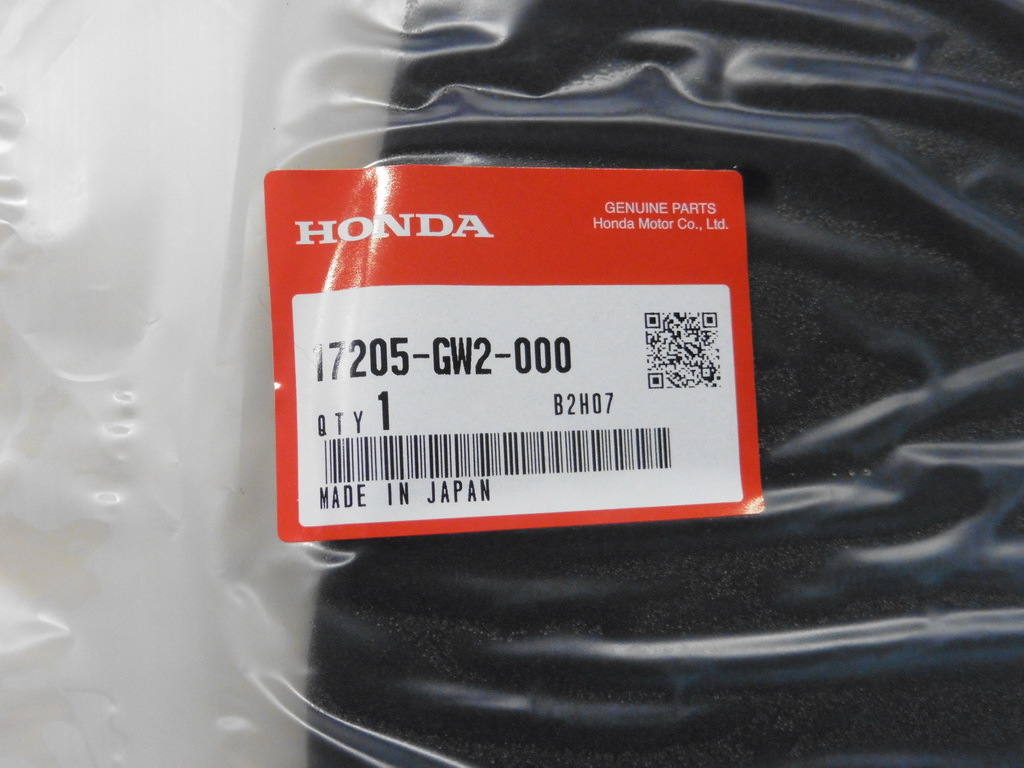 HONDA
GENUINE PARTS
Honda Motor Co., Ltd.
17205-GW2-000
QTY 1 B2H07
MADE IN JAPAN